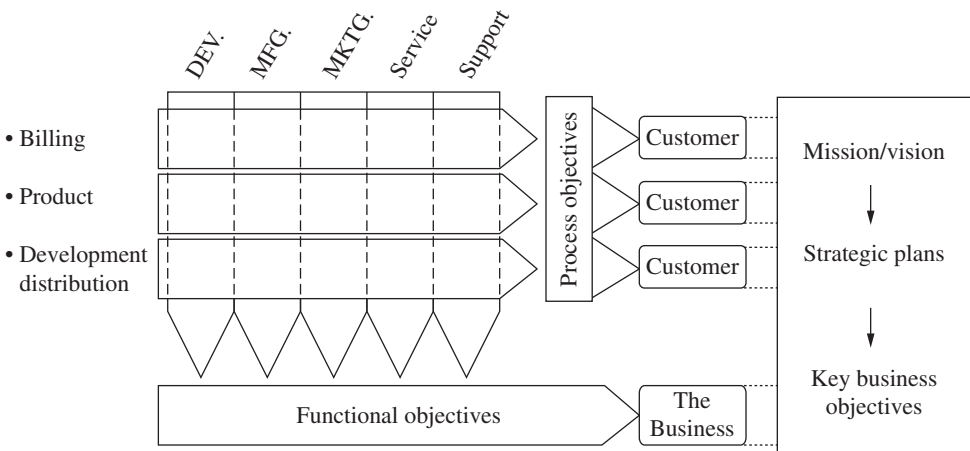 DEV.
MFG.
MKTG.
Service
Support
• Billing
• Product
• Development
distribution
Process objectives
Customer
Customer
Customer
Mission/vision
Strategic plans
Key business
objectives
Functional objectives
The
Business